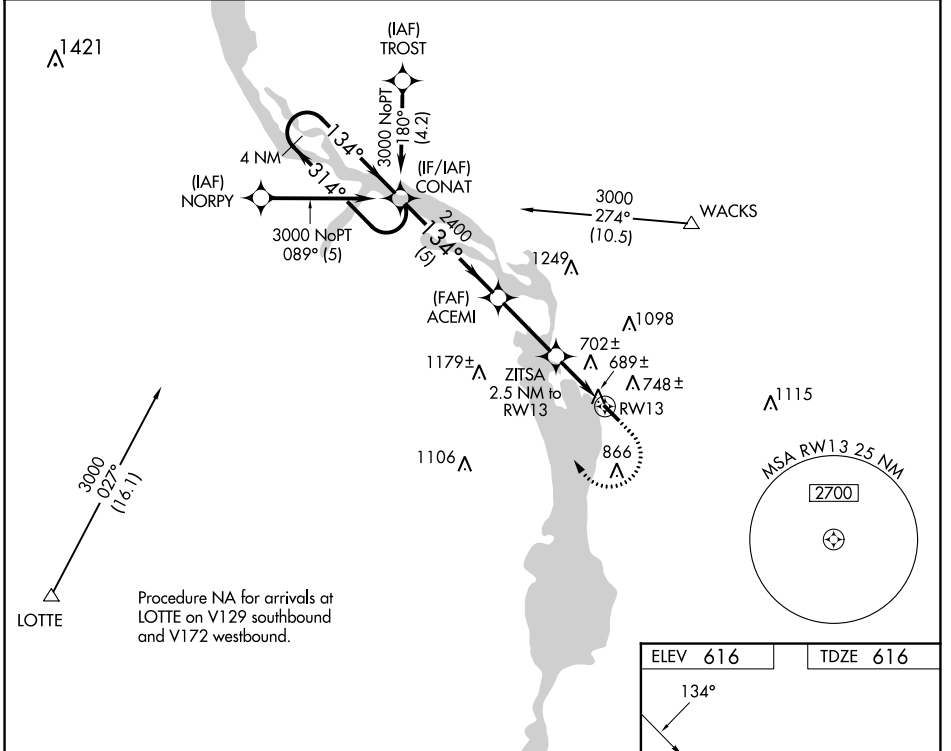 1421
(IAF)
TROST
3000 NoPT
180°
(4.2)
134°
4 NM
314°
(IF/IAF)
CONAT
(IAF)
NORPY
3000 NoPT
089° (5)
2400
134°
(5)
3000
274°
(10.5)
WACKS
1249
(FAF)
ACEMI
1098
702±
1179±
689±
ZITSA
2.5 NM to
RW13
748±
RW13
1115
1106
866
3000
027°
(16.1)
LOTTE
MSA RW13 25 NM
2700
Procedure NA for arrivals at
LOTTE on V129 southbound
and V172 westbound.
ELEV 616
TDZE 616
134°